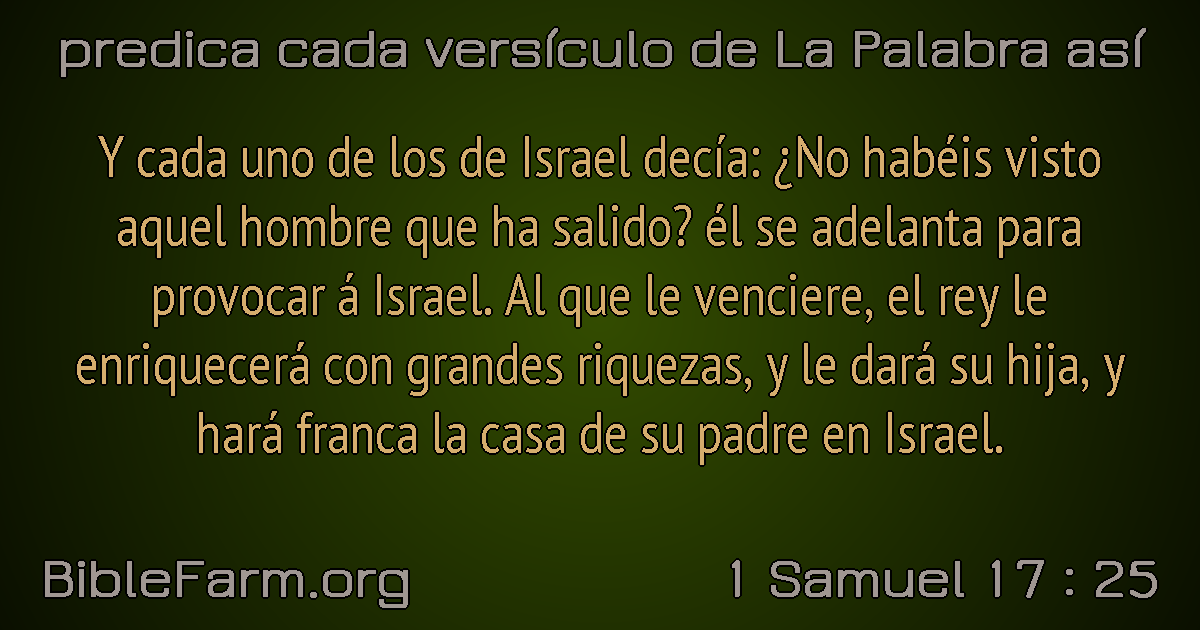 predica cada versículo de La Palabra así
Y cada uno de los de Israel decía: ¿No habéis visto
aquel hombre que ha salido? él se adelanta para
provocar á Israel. Al que le venciere, el rey le
enriquecerá con grandes riquezas, y le dará su hija, y
hará franca la casa de su padre en Israel.
BibleFarm.org
1 Samuel 17 : 25